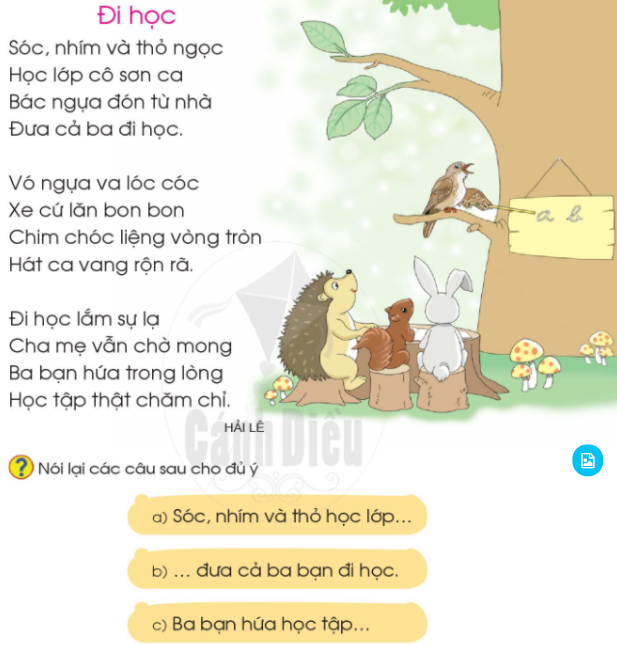 Đi học
Sóc, nhím và thỏ ngọc
Học lớp cô sơn ca
Bác ngựa đón từ nhà
Đưa cả ba đi học.
Vó ngựa va lóc cóc
Xe cứ lăn bon bon
Chim chóc liệng vòng tròn
Hát ca vang rộn rã.
Đi học lắm sự lạ
Cha mẹ vẫn chờ mong
Ba bạn hứa trong lòng
Học tập thật chăm chỉ.
HẢI LÊ
a b
Cánh Diều
? Nói lại các câu sau cho đủ ý
a) Sóc, nhím và thỏ học lớp...
b) ... đưa cả ba bạn đi học.
c) Ba bạn hứa học tập...